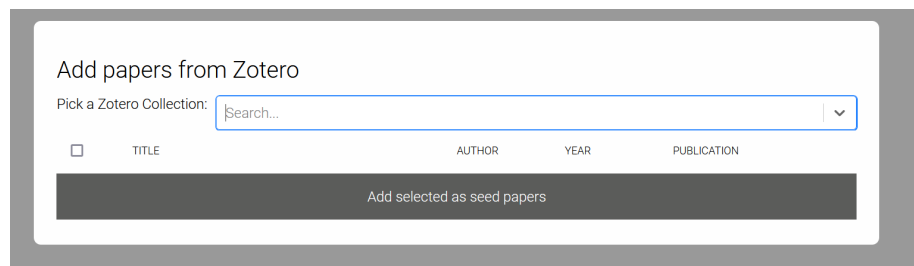 Add papers from Zotero
Pick a Zotero Collection: Search...
TITLE AUTHOR YEAR PUBLICATION
Add selected as seed papers